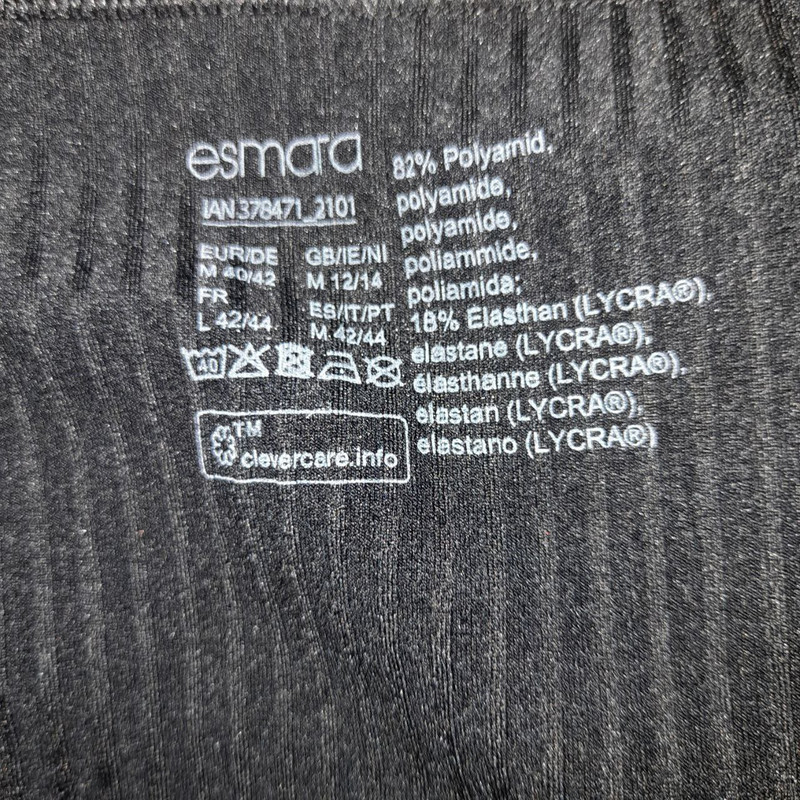 esmara
IAN 378471_2101
EUR/DE
M 40/42
FR
L 42/44
GB/IE/NI
M 12/14
ES/IT/PT
M 42/44
40
TM
clevercare.info
82% Polyamid,
polyamide,
polyamide,
poliammide,
poliamida;
18% Elasthan (LYCRA®),
elastane (LYCRA®),
élasthanne (LYCRA®),
elastan (LYCRA®),
elastano (LYCRA®)